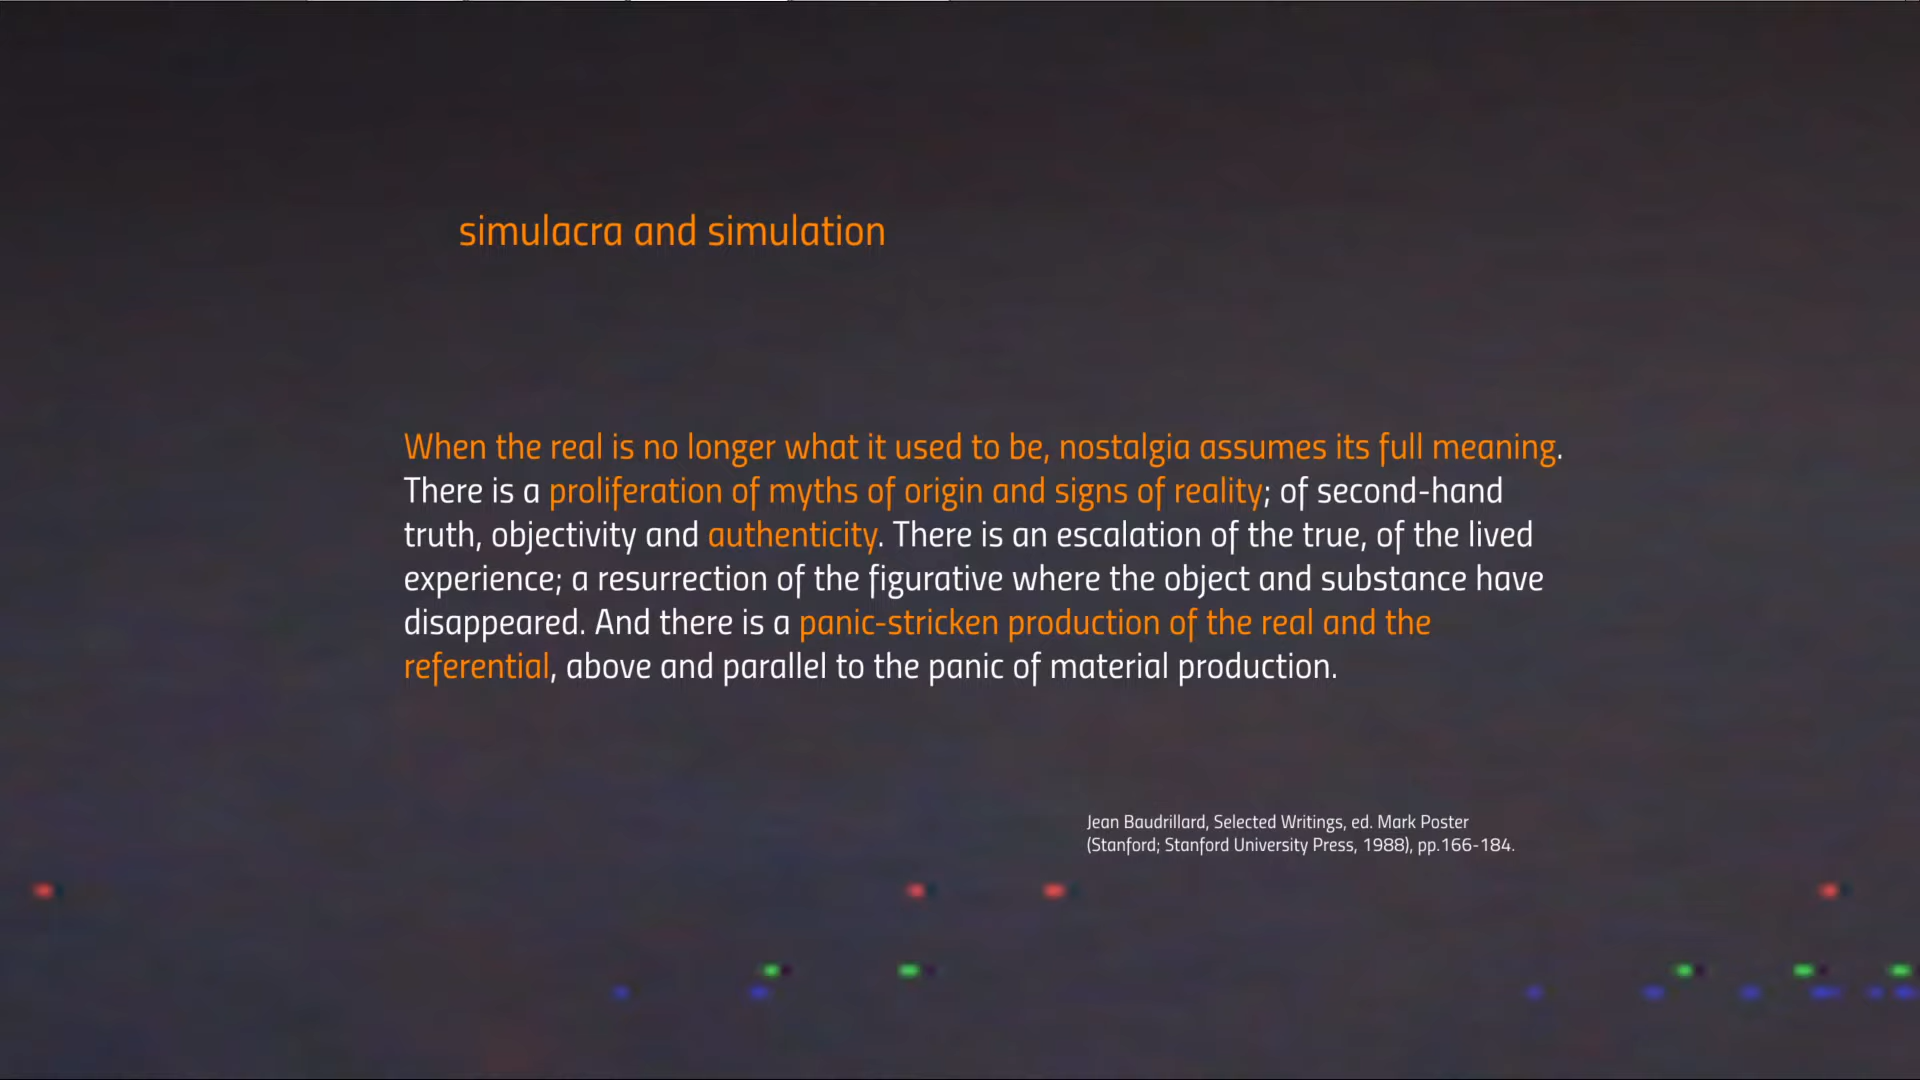 simulacra and simulation
When the real is no longer what it used to be, nostalgia assumes its full meaning.
There is a proliferation of myths of origin and signs of reality; of second-hand
truth, objectivity and authenticity. There is an escalation of the true, of the lived
experience; a resurrection of the figurative where the object and substance have
disappeared. And there is a panic-stricken production of the real and the
referential, above and parallel to the panic of material production.
Jean Baudrillard, Selected Writings, ed. Mark Poster
(Stanford; Stanford University Press, 1988), pp.166-184.